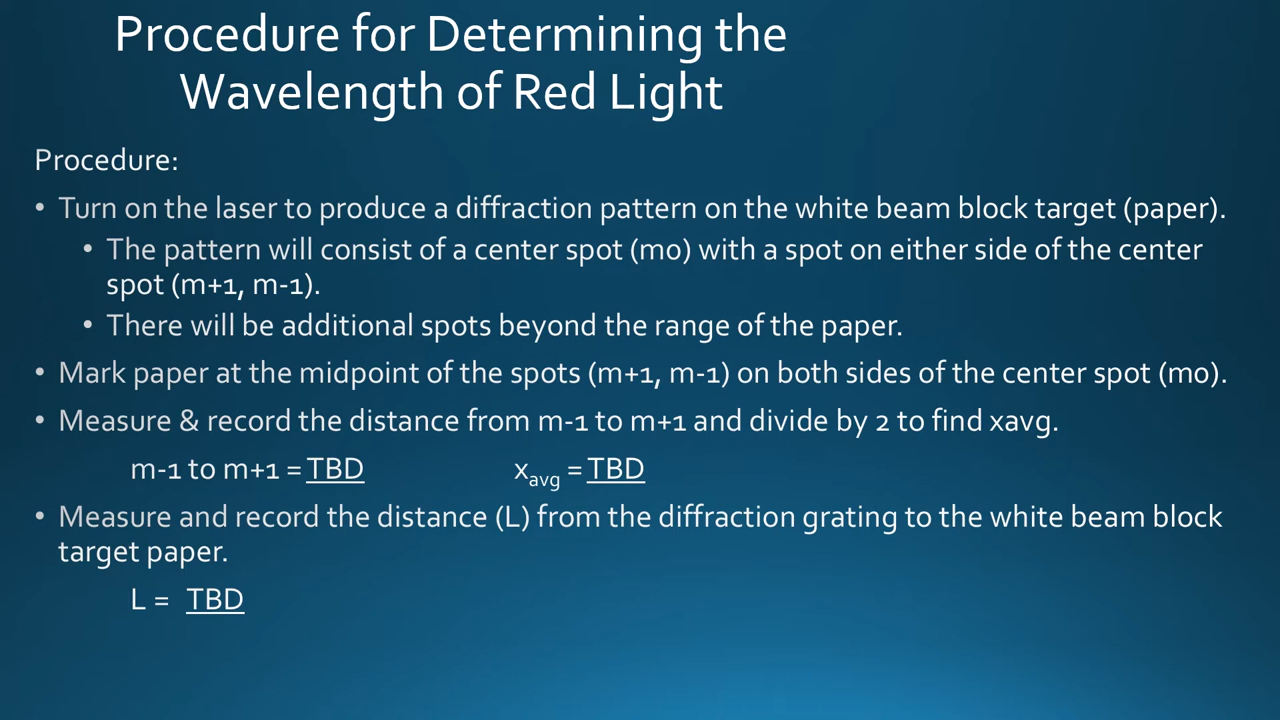 Procedure for Determining the
Wavelength of Red Light
Procedure:
• Turn on the laser to produce a diffraction pattern on the white beam block target (paper).
• The pattern will consist of a center spot (mo) with a spot on either side of the center
spot (m+1, m-1).
• There will be additional spots beyond the range of the paper.
• Mark paper at the midpoint of the spots (m+1, m-1) on both sides of the center spot (mo).
• Measure & record the distance from m-1 to m+1 and divide by 2 to find xavg.
m-1 to m+1 = TBD xavg = TBD
• Measure and record the distance (L) from the diffraction grating to the white beam block
target paper.
L = TBD